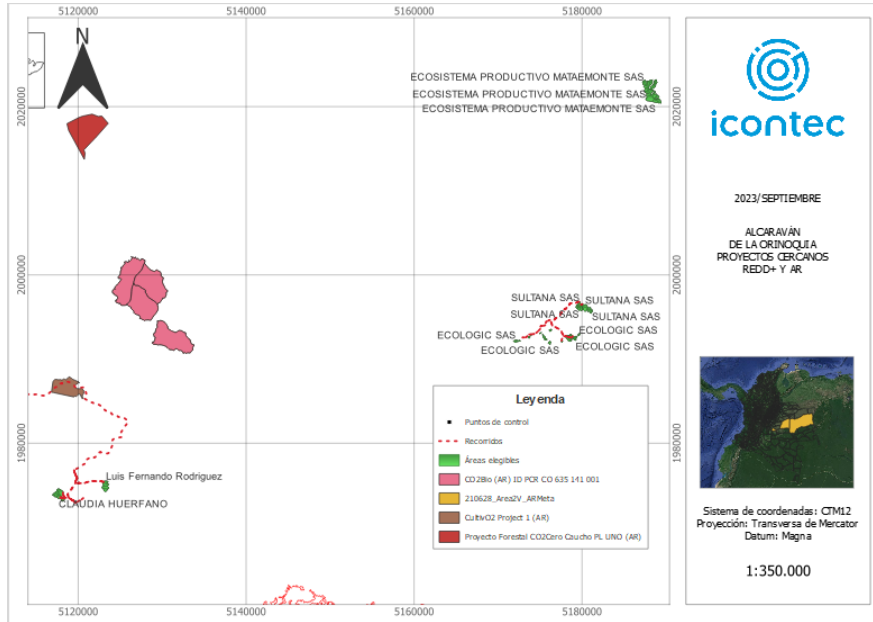 5120000
5140000
5160000
5180000
N
2020000
2020000
ECOSISTEMA PRODUCTIVO MATAEMONTE SAS
ECOSISTEMA PRODUCTIVO MATAEMONTE SAS
ECOSISTEMA PRODUCTIVO MATAEMONTE SAS
icontec
2023/SEPTIEMBRE
ALCARAVÁN
DE LA ORINOQUIA
PROYECTOS CERCANOS
REDD+ Y AR
2000000
2000000
SULTANA SAS
SULTANA SAS
SULTANA SAS
SULTANA SAS
ECOLOGIC SAS
ECOLOGIC SAS
ECOLOGIC SAS
ECOLOGIC SAS
1980000
1980000
Luis Fernando Rodriguez
CLAUDIA HUERFANO
Leyenda
Puntos de control
Recorridos
Áreas elegibles
CO2Bio (AR) ID PCR CO 635 141 001
210628_Area2V_ARMeta
CultivO2 Project 1 (AR)
Proyecto Forestal CO2Cero Caucho PL UNO (AR)
Sistema de coordenadas: CTM12
Proyección: Transversa de Mercator
Datum: Magna
1:350.000
5120000
5140000
5160000
5180000